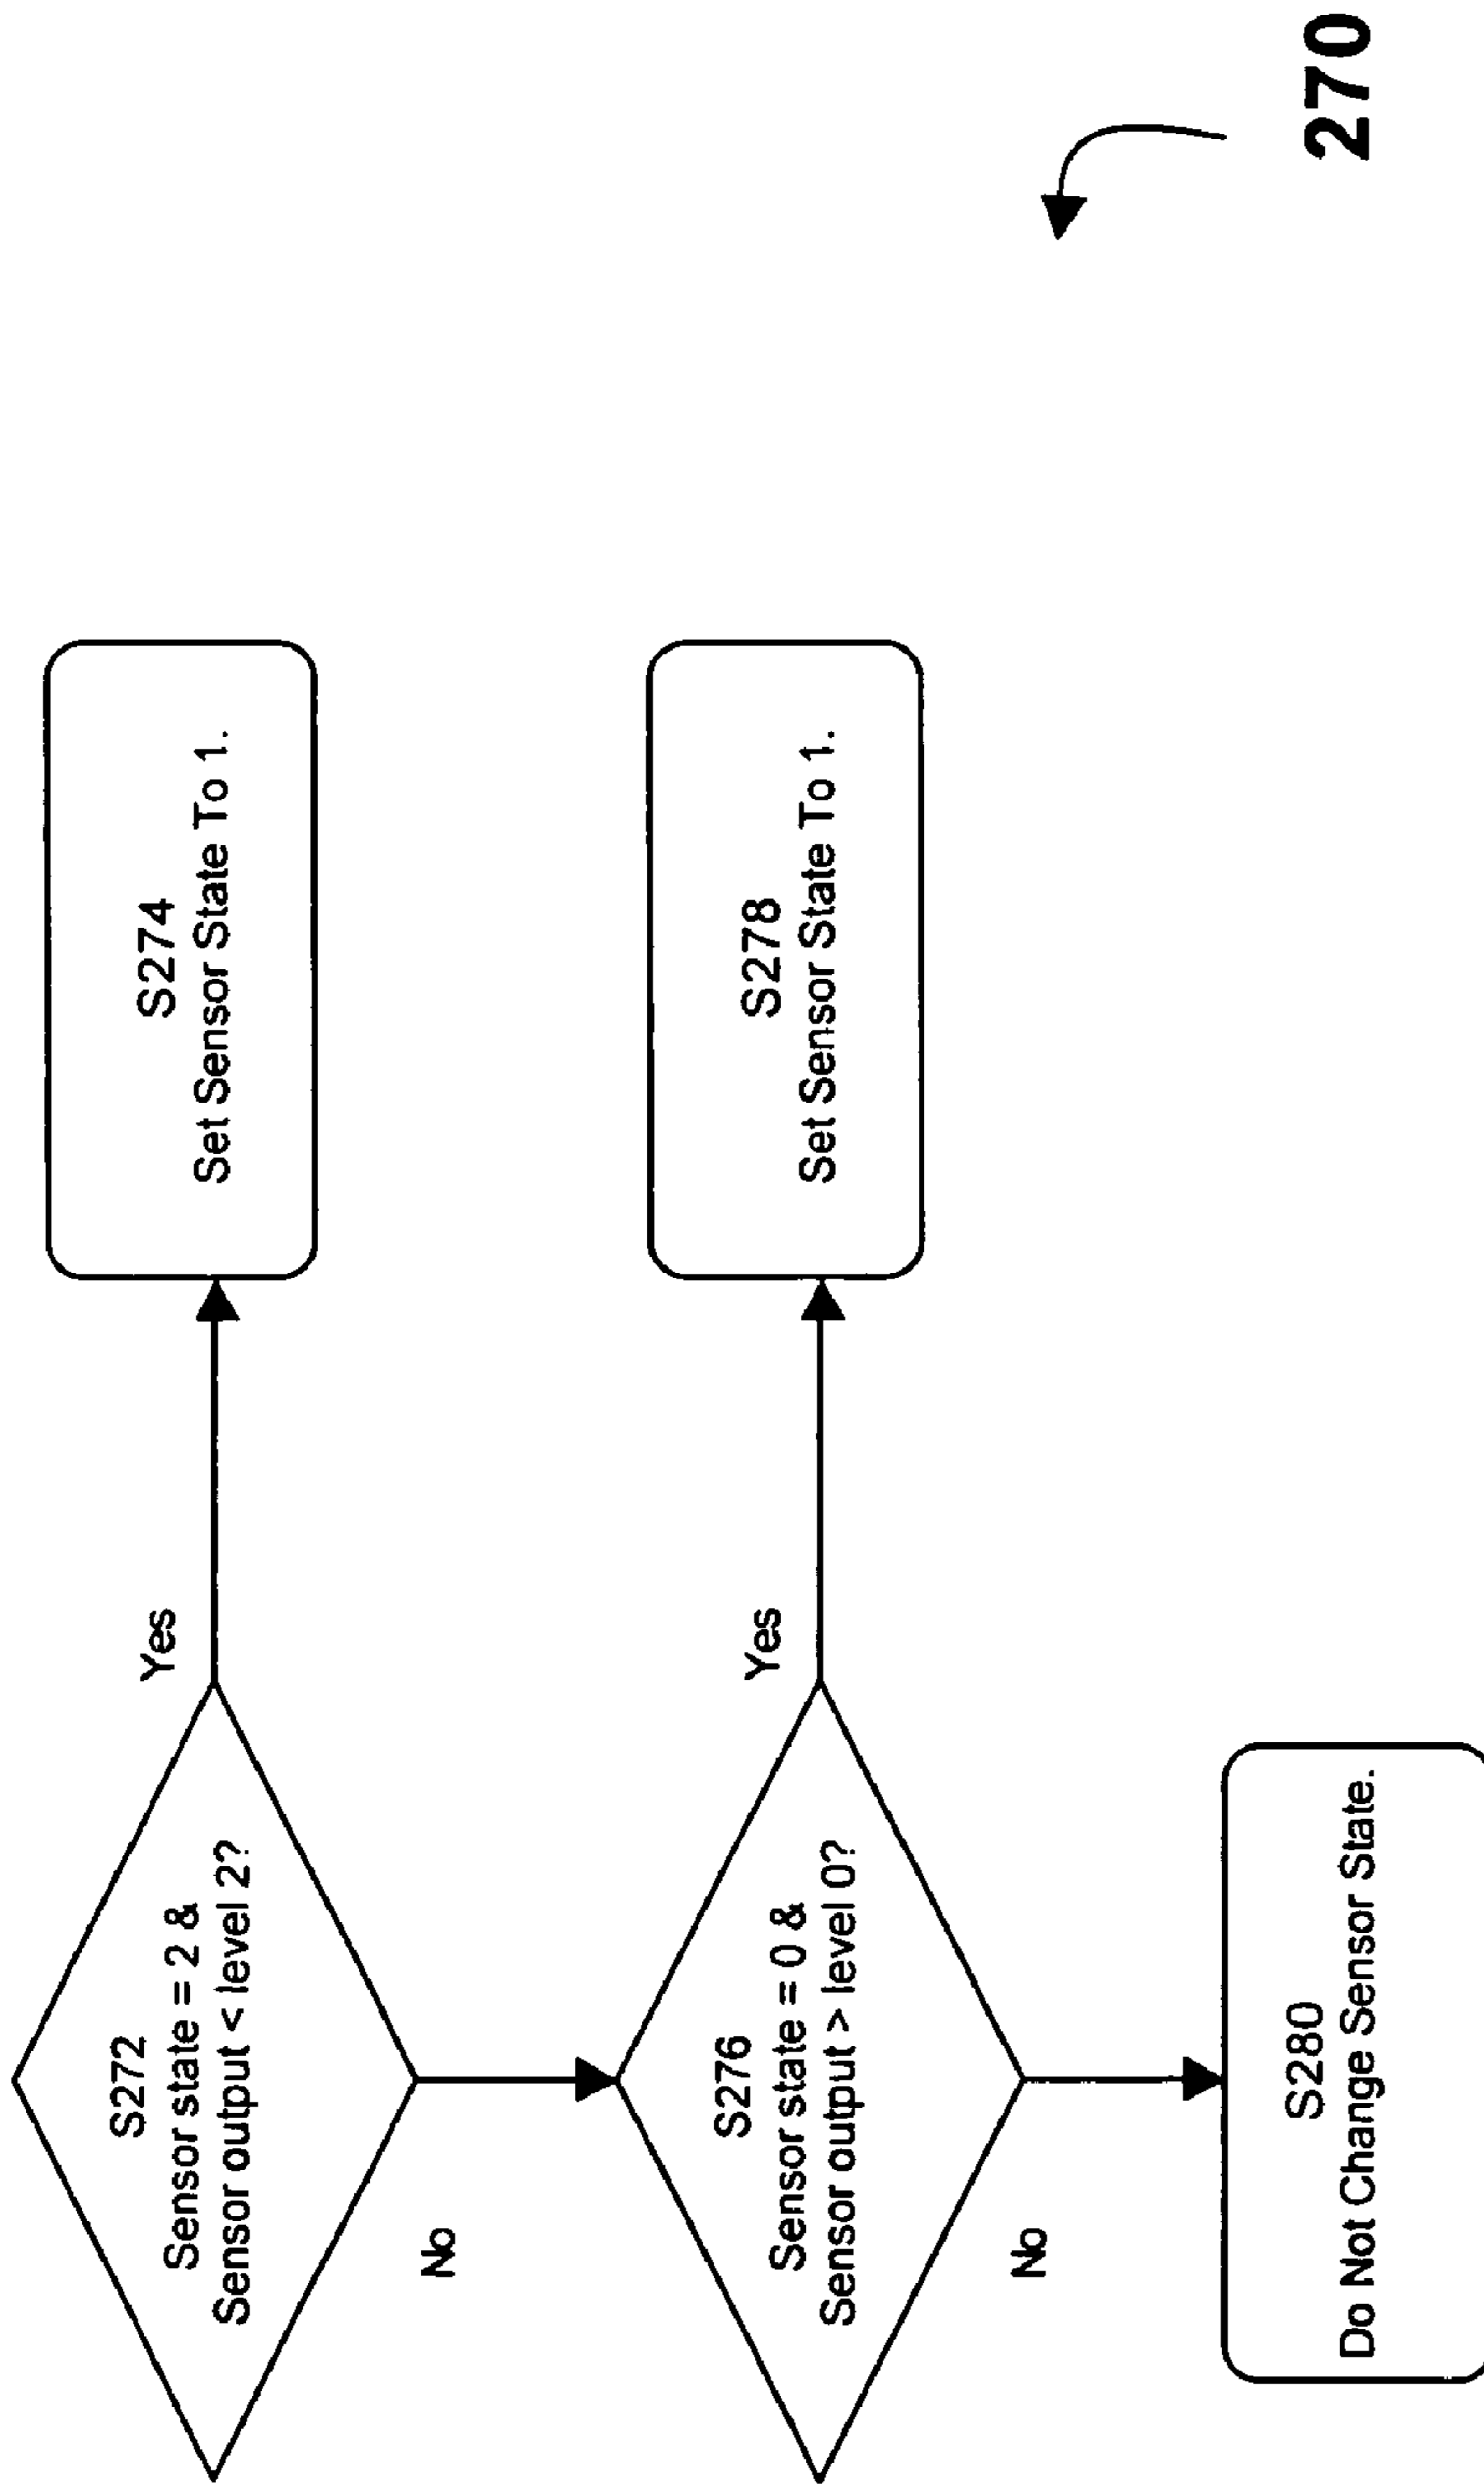 S272
Sensor state = 2 &
Sensor output < level 2?
Yes
S274
Set Sensor State To 1.
No
S276
Sensor state = 0 &
Sensor output > level 0?
Yes
S278
Set Sensor State To 1.
No
S280
Do Not Change Sensor State.
270